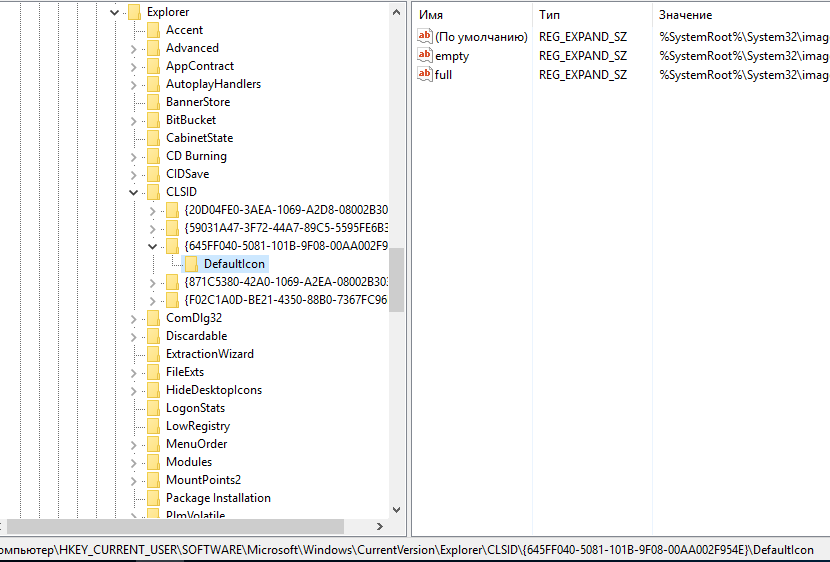 Explorer
Accent
Advanced
AppContract
AutoplayHandlers
BannerStore
BitBucket
CabinetState
CD Burning
CIDSave
CLSID
{20D04FE0-3AEA-1069-A2D8-08002B30
{59031A47-3F72-44A7-89C5-5595FE6B3
{645FF040-5081-101B-9F08-00AA002F9
DefaultIcon
{871C5380-42A0-1069-A2EA-08002B303
{F02C1A0D-BE21-4350-88B0-7367FC96
ComDlg32
Discardable
ExtractionWizard
FileExts
HideDesktopIcons
LogonStats
LowRegistry
MenuOrder
Modules
MountPoints2
Package Installation
PlmVolatile
Имя Тип Значение
ab (По умолчанию) REG_EXPAND_SZ %SystemRoot%\System32\imag
ab empty REG_EXPAND_SZ %SystemRoot%\System32\imag
ab full REG_EXPAND_SZ %SystemRoot%\System32\imag
омпьютер\HKEY_CURRENT_USER\SOFTWARE\Microsoft\Windows\CurrentVersion\Explorer\CLSID\{645FF040-5081-101B-9F08-00AA002F954E}\DefaultIcon